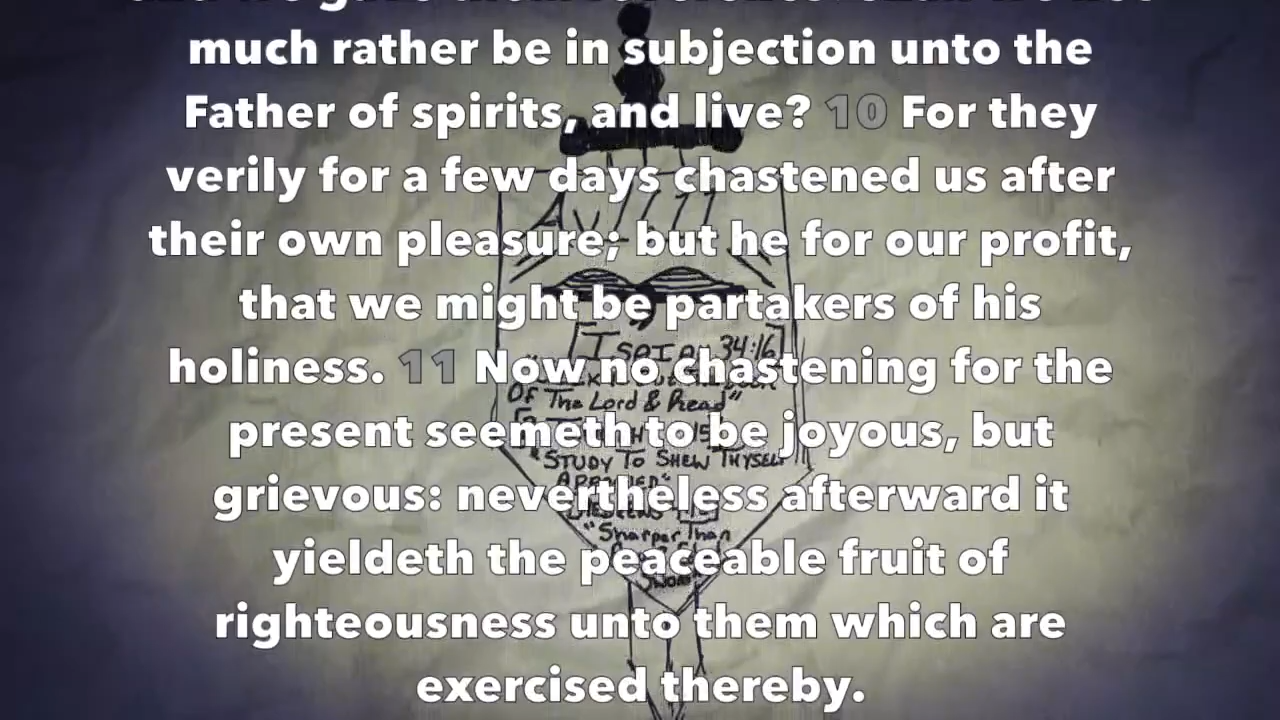 much rather be in subjection unto the
Father of spirits, and live? 10 For they
verily for a few days chastened us after
their own pleasure; but he for our profit,
that we might be partakers of his
holiness. 11 Now no chastening for the
present seemeth to be joyous, but
grievous: nevertheless afterward it
yieldeth the peaceable fruit of
righteousness unto them which are
exercised thereby.
[ISAIAH 34:16]
Of The Lord & Read"
"STUDY TO SHEW THYSELF
APPROVED"
"Sharper Than